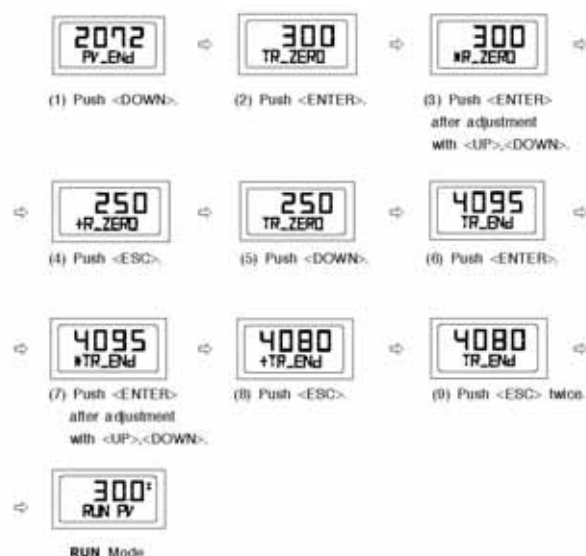 2072
PV_ENd
(1) Push <DOWN>.
300
TR_ZERO
(2) Push <ENTER>.
300
*R_ZERO
(3) Push <ENTER>
after adjustment
with <UP>,<DOWN>.
250
+R_ZERO
(4) Push <ESC>.
250
TR_ZERO
(5) Push <DOWN>.
4095
TR_ENd
(6) Push <ENTER>.
4095
*TR_ENd
(7) Push <ENTER>
after adjustment
with <UP>,<DOWN>.
4080
+TR_ENd
(8) Push <ESC>.
4080
TR_ENd
(9) Push <ESC> twice.
30.0
RUN PV
RUN Mode